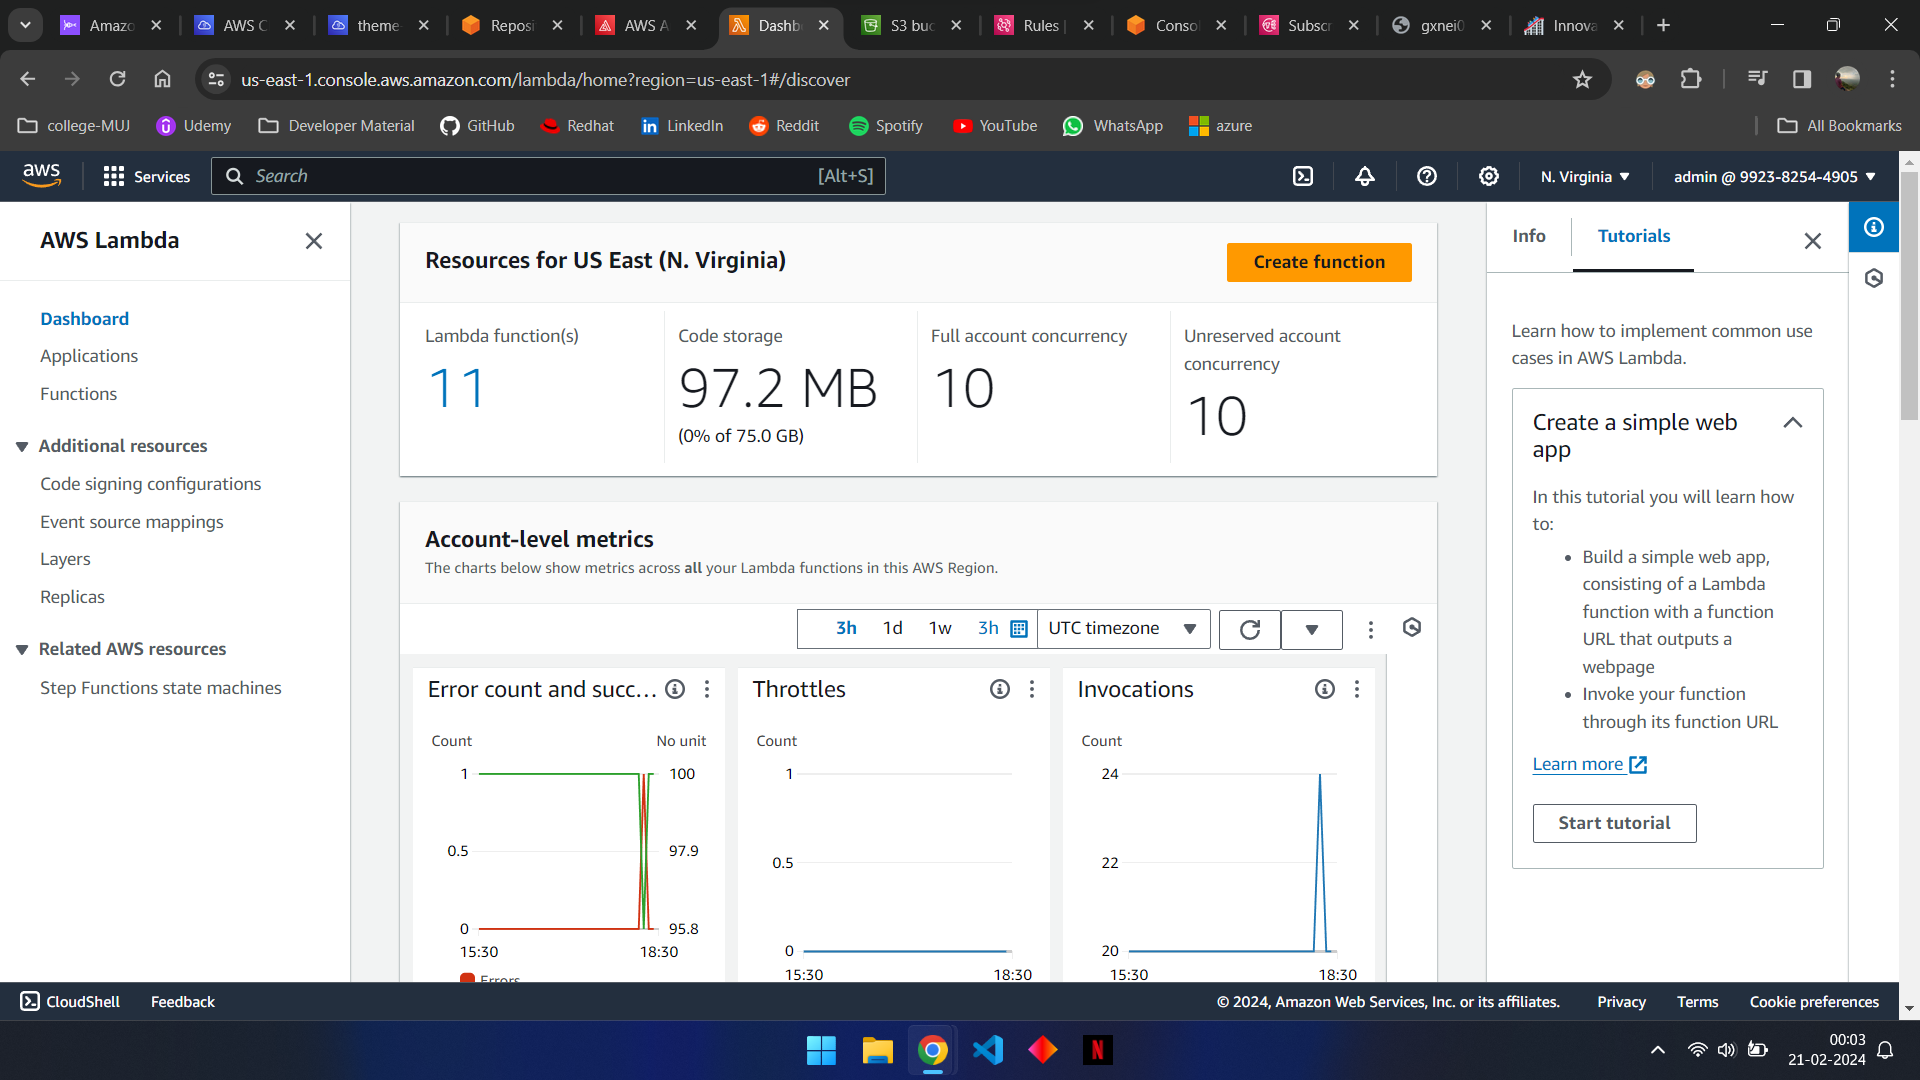 Amazo
AWS C
theme-
Reposi
AWS A
Dashb
S3 buc
Rules |
Consol
Subscr
gxnei0
Innova
us-east-1.console.aws.amazon.com/lambda/home?region=us-east-1#/discover
college-MUJ
Udemy
Developer Material
GitHub
Redhat
LinkedIn
Reddit
Spotify
YouTube
WhatsApp
azure
All Bookmarks
aws
Services
Search
[Alt+S]
N. Virginia
admin @ 9923-8254-4905
AWS Lambda
Dashboard
Applications
Functions
Additional resources
Code signing configurations
Event source mappings
Layers
Replicas
Related AWS resources
Step Functions state machines
Resources for US East (N. Virginia)
Create function
Lambda function(s)
11
Code storage
97.2 MB
(0% of 75.0 GB)
Full account concurrency
10
Unreserved account
concurrency
10
Account-level metrics
The charts below show metrics across all your Lambda functions in this AWS Region.
3h
1d
1w
3h
UTC timezone
Error count and succ...
Count
No unit
1
100
0.5
97.9
0
95.8
15:30
18:30
Errors
Throttles
Count
1
0.5
0
15:30
18:30
Invocations
Count
24
22
20
15:30
18:30
Info
Tutorials
Learn how to implement common use
cases in AWS Lambda.
Create a simple web
app
In this tutorial you will learn how
to:
• Build a simple web app,
consisting of a Lambda
function with a function
URL that outputs a
webpage
• Invoke your function
through its function URL
Learn more
Start tutorial
CloudShell
Feedback
© 2024, Amazon Web Services, Inc. or its affiliates.
Privacy
Terms
Cookie preferences
00:03
21-02-2024